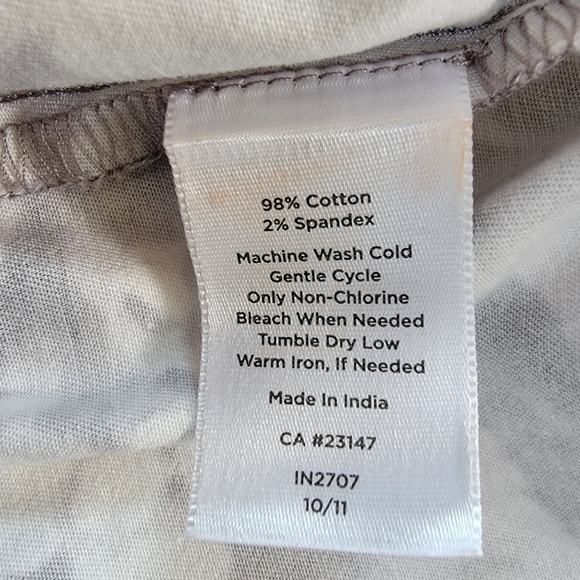 98% Cotton
2% Spandex
Machine Wash Cold
Gentle Cycle
Only Non-Chlorine
Bleach When Needed
Tumble Dry Low
Warm Iron, If Needed
Made In India
CA #23147
IN2707
10/11